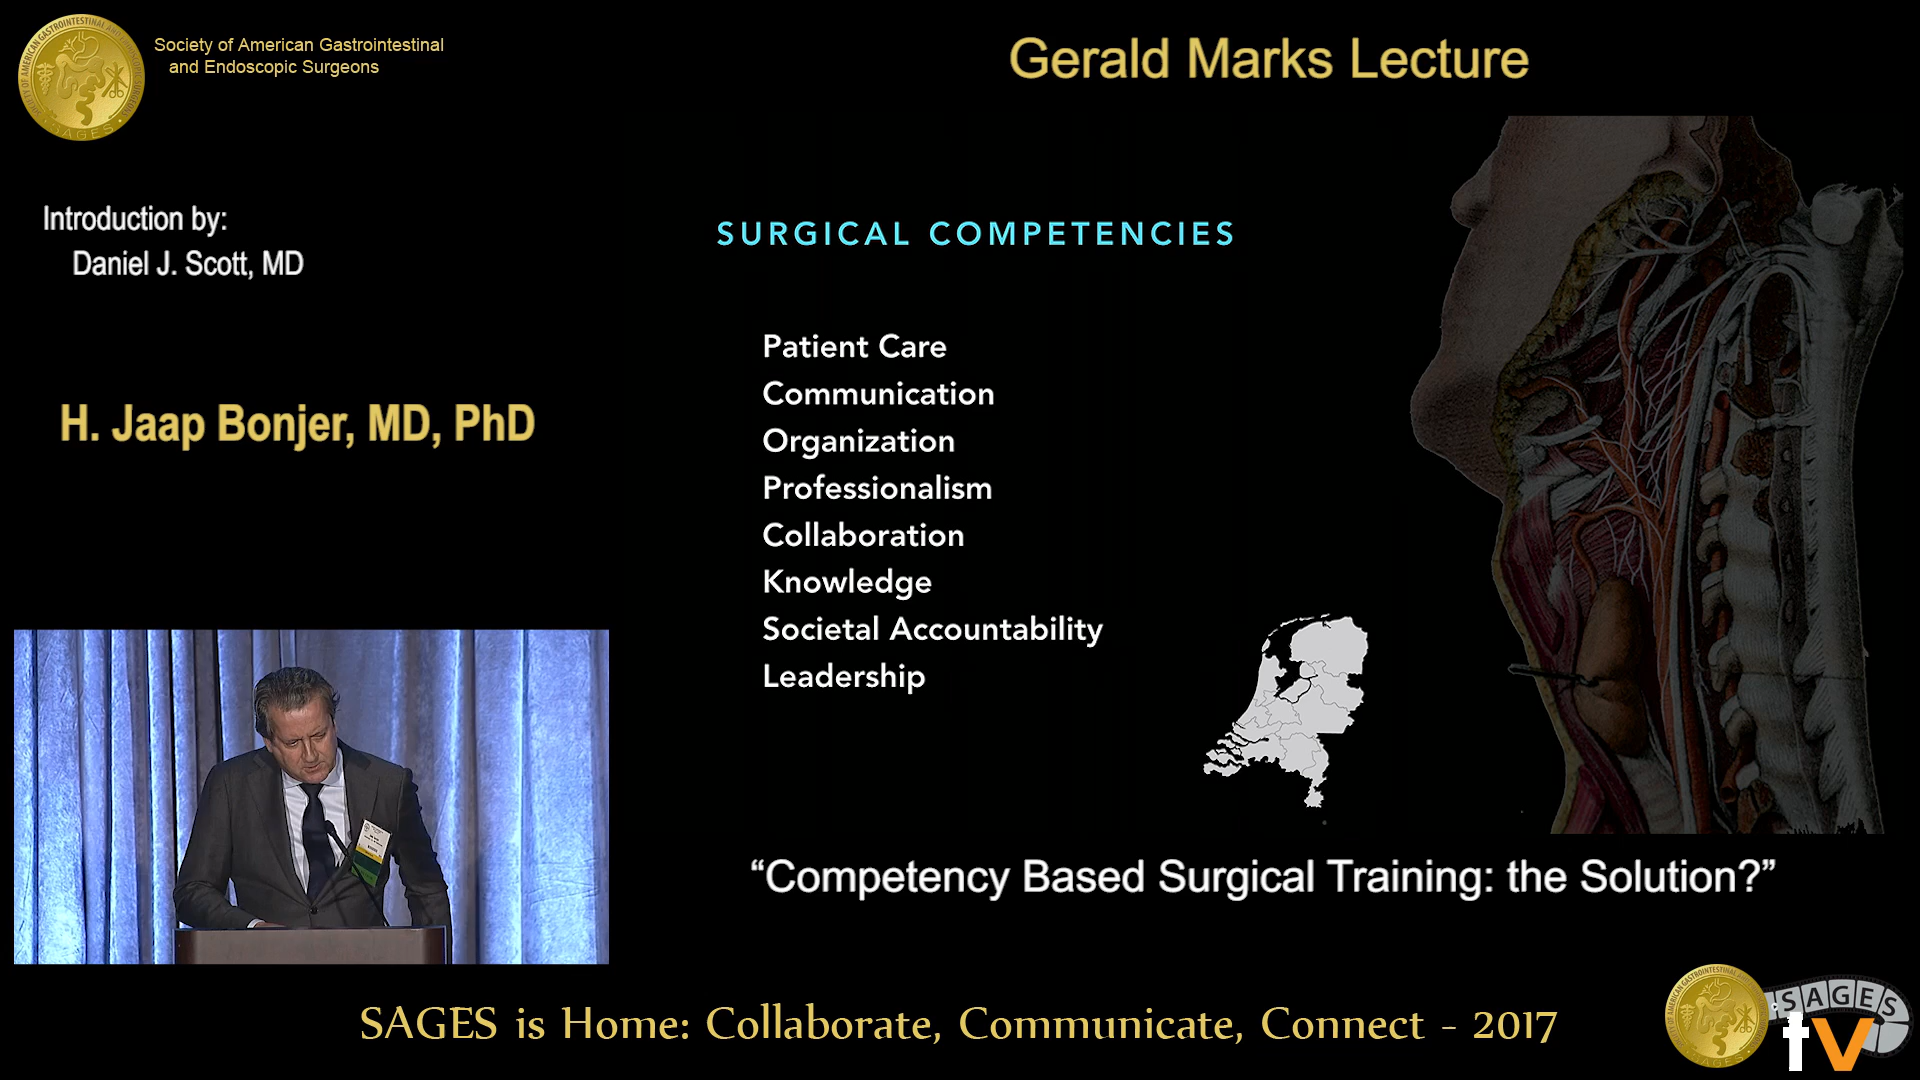 Society of American Gastrointestinal
and Endoscopic Surgeons
Gerald Marks Lecture
Introduction by:
Daniel J. Scott, MD
H. Jaap Bonjer, MD, PhD
SURGICAL COMPETENCIES
Patient Care
Communication
Organization
Professionalism
Collaboration
Knowledge
Societal Accountability
Leadership
“Competency Based Surgical Training: the Solution?”
SAGES is Home: Collaborate, Communicate, Connect - 2017
SAGES
tv
SAGES